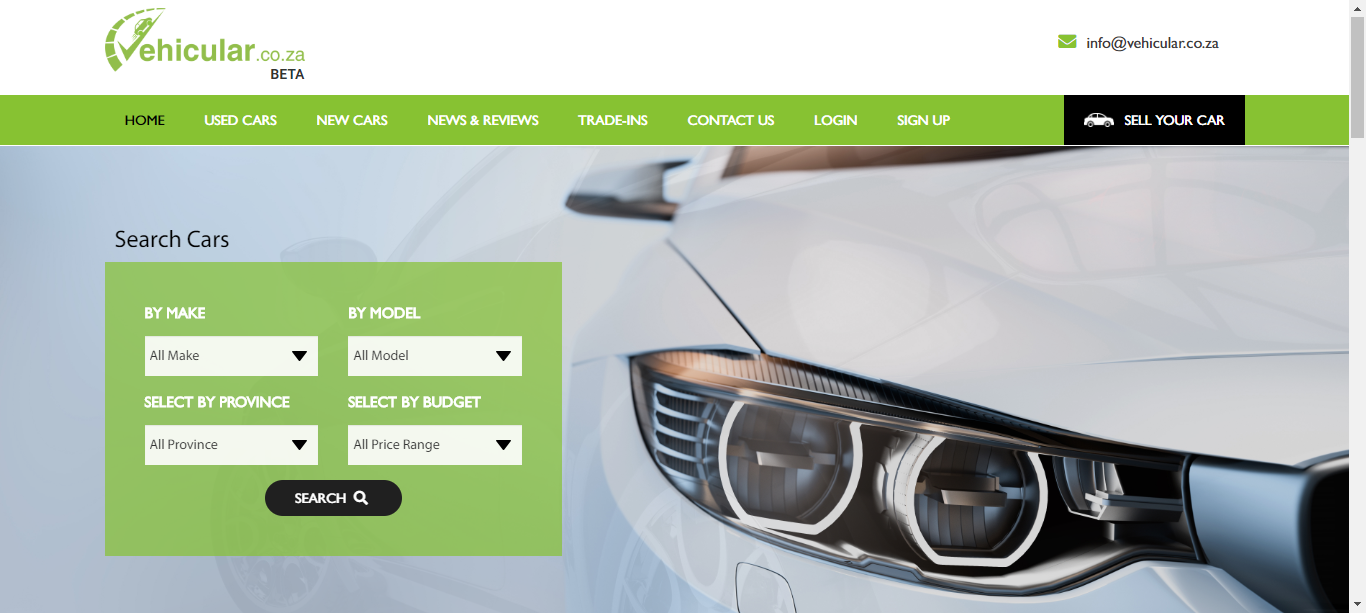 Vehicular.co.za
BETA
info@vehicular.co.za
HOME USED CARS NEW CARS NEWS & REVIEWS TRADE-INS CONTACT US LOGIN SIGN UP SELL YOUR CAR
Search Cars
BY MAKE BY MODEL
All Make All Model
SELECT BY PROVINCE SELECT BY BUDGET
All Province All Price Range
SEARCH